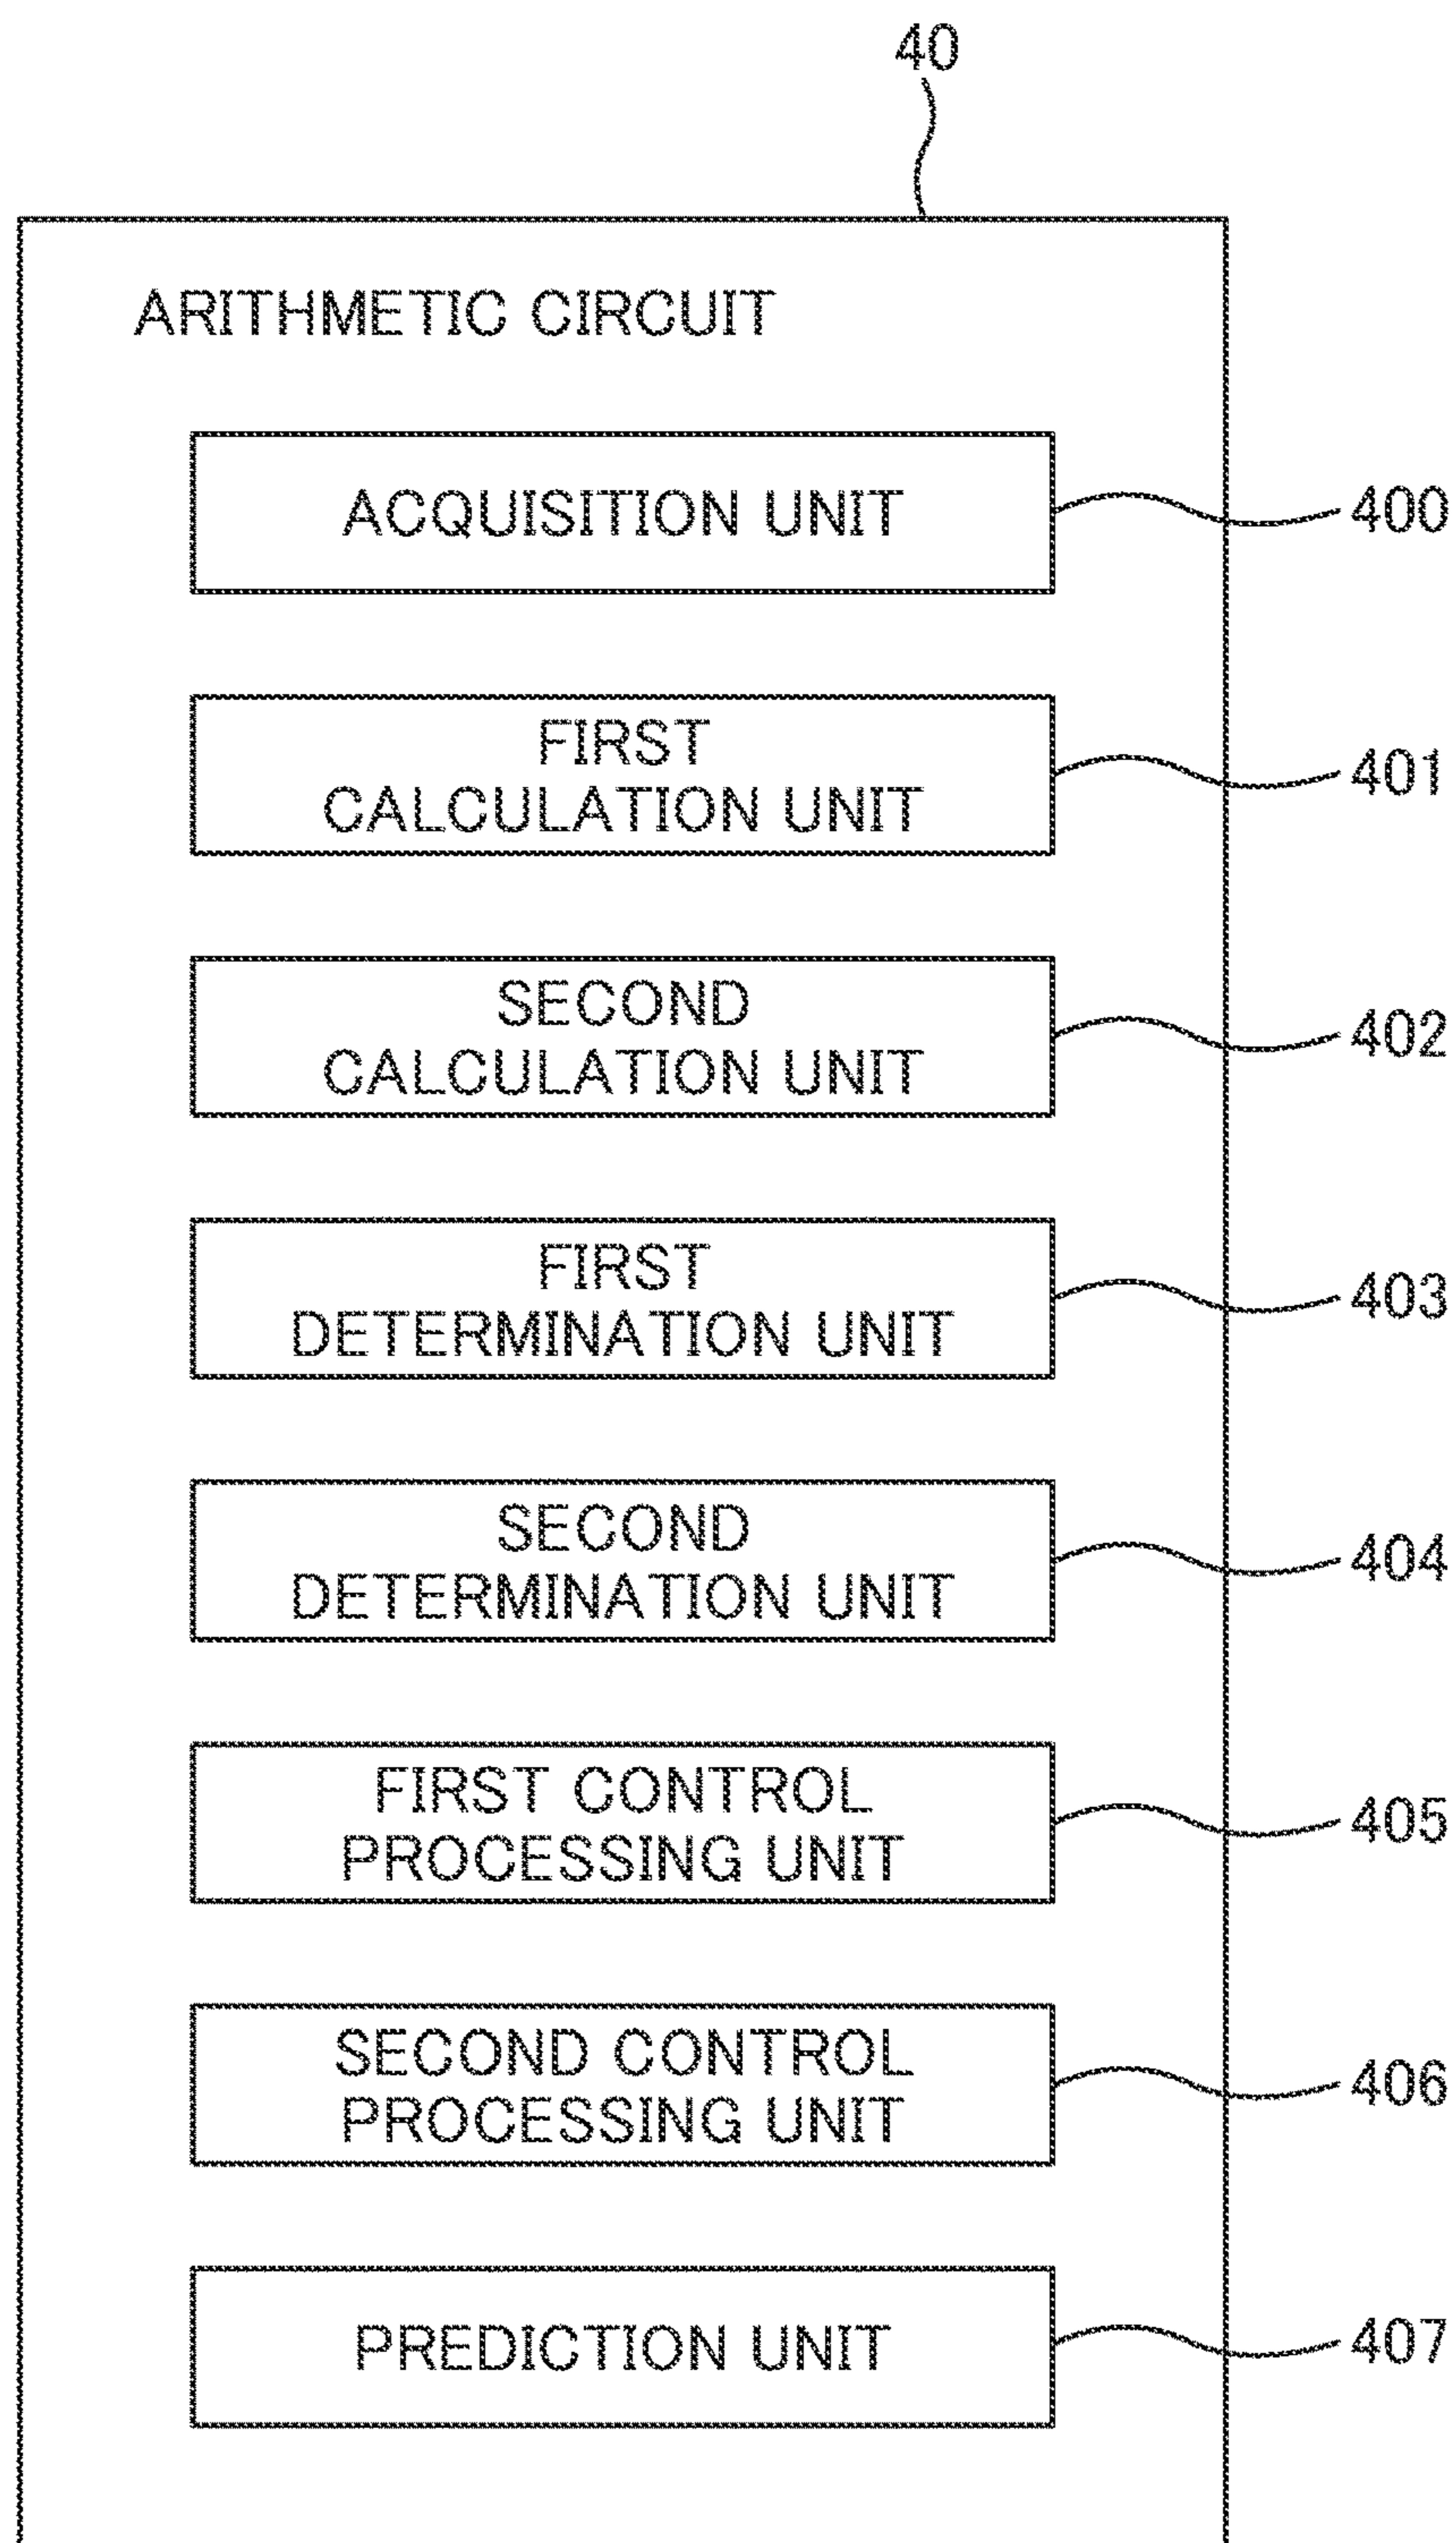 40
ARITHMETIC CIRCUIT
ACQUISITION UNIT
400
FIRST
CALCULATION UNIT
401
SECOND
CALCULATION UNIT
402
FIRST
DETERMINATION UNIT
403
SECOND
DETERMINATION UNIT
404
FIRST CONTROL
PROCESSING UNIT
405
SECOND CONTROL
PROCESSING UNIT
406
PREDICTION UNIT
407